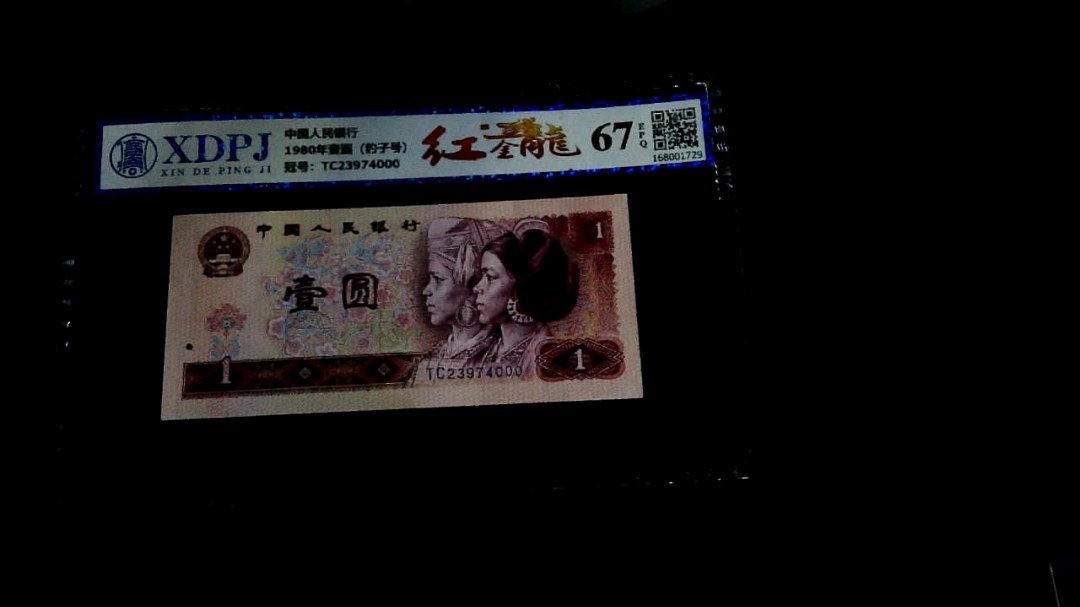 XDPJ
XIN DE PING JI
中國人民銀行
1980年壹圓（豹子号）
冠号：TC23974000
红金龍
67
EPQ
168001729
中国人民银行
壹圆
1
1
1
TC23974000